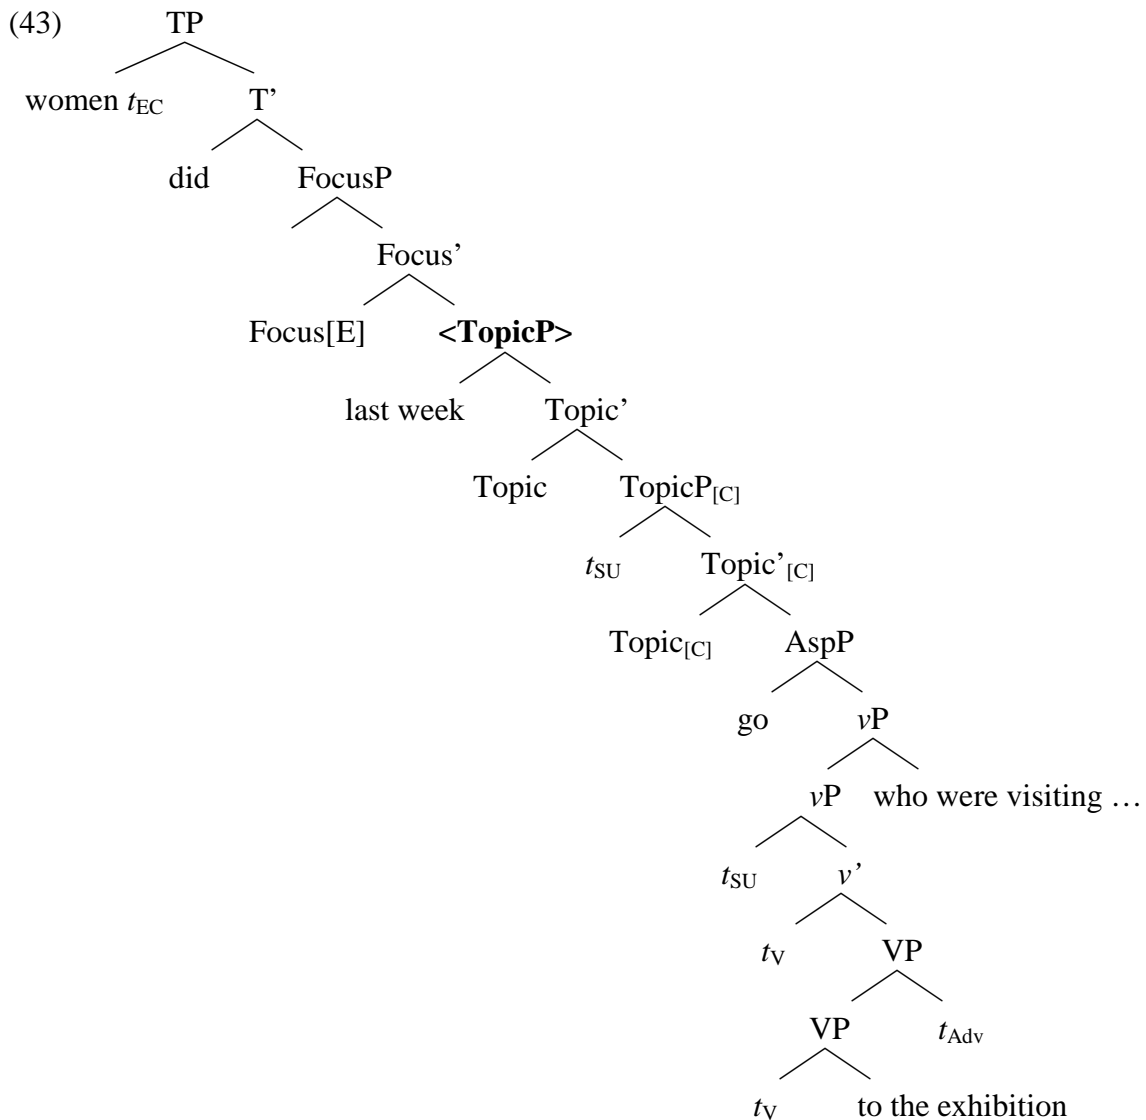 (43) TP
women tEC T’
did FocusP
Focus’
Focus[E] <TopicP>
last week Topic’
Topic TopicP[C]
tSU Topic’[C]
Topic[C] AspP
go vP
vP who were visiting …
tSU v’
tV VP
VP tAdv
tV to the exhibition